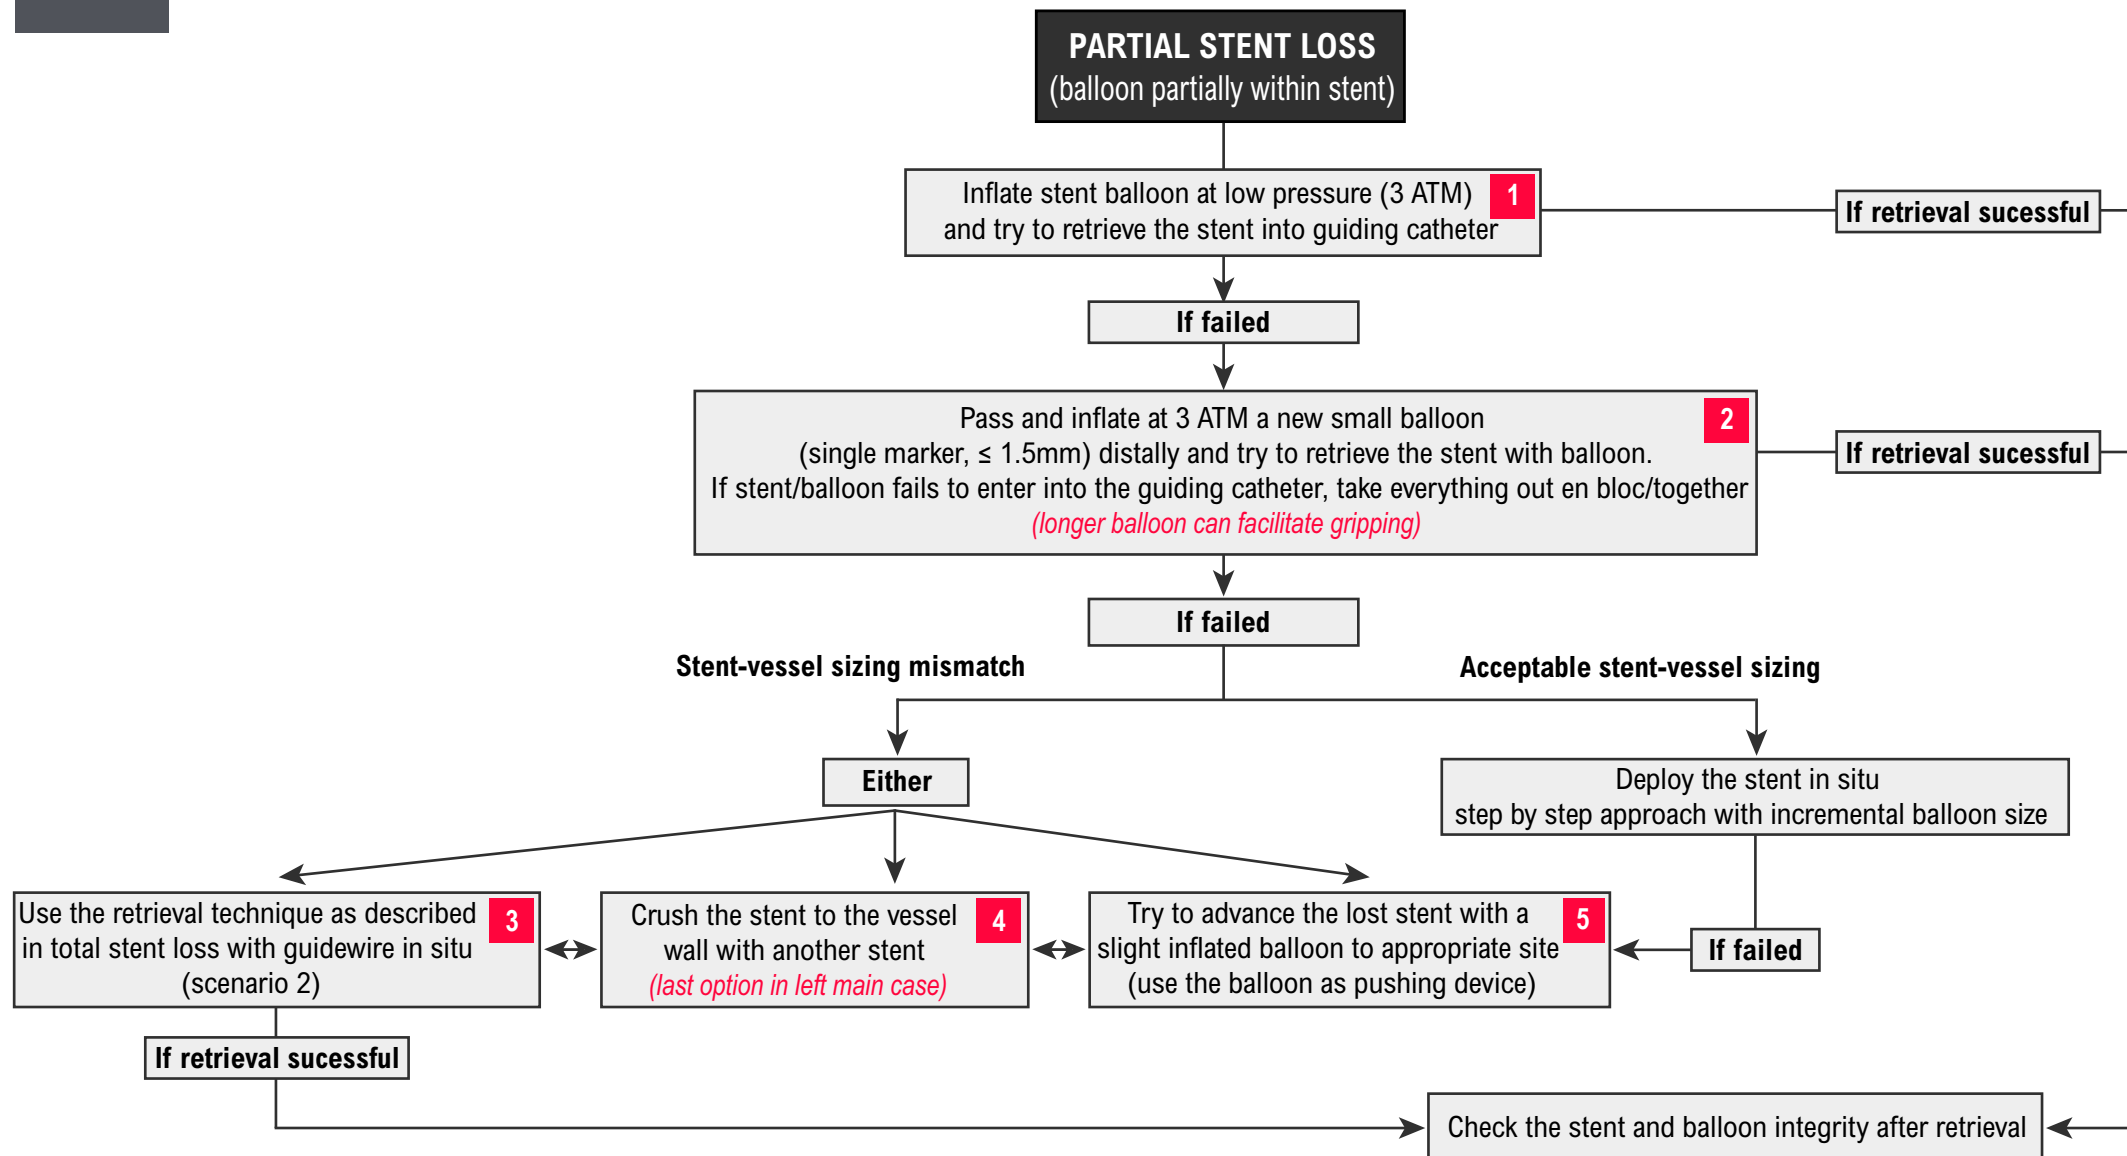 PARTIAL STENT LOSS
(balloon partially within stent)
Inflate stent balloon at low pressure (3 ATM)
and try to retrieve the stent into guiding catheter
1
If retrieval sucessful
If failed
Pass and inflate at 3 ATM a new small balloon
(single marker, ≤ 1.5mm) distally and try to retrieve the stent with balloon.
If stent/balloon fails to enter into the guiding catheter, take everything out en bloc/together
(longer balloon can facilitate gripping)
2
If retrieval sucessful
If failed
Stent-vessel sizing mismatch
Acceptable stent-vessel sizing
Either
Deploy the stent in situ
step by step approach with incremental balloon size
Use the retrieval technique as described
in total stent loss with guidewire in situ
(scenario 2)
3
Crush the stent to the vessel
wall with another stent
(last option in left main case)
4
Try to advance the lost stent with a
slight inflated balloon to appropriate site
(use the balloon as pushing device)
5
If failed
If retrieval sucessful
Check the stent and balloon integrity after retrieval